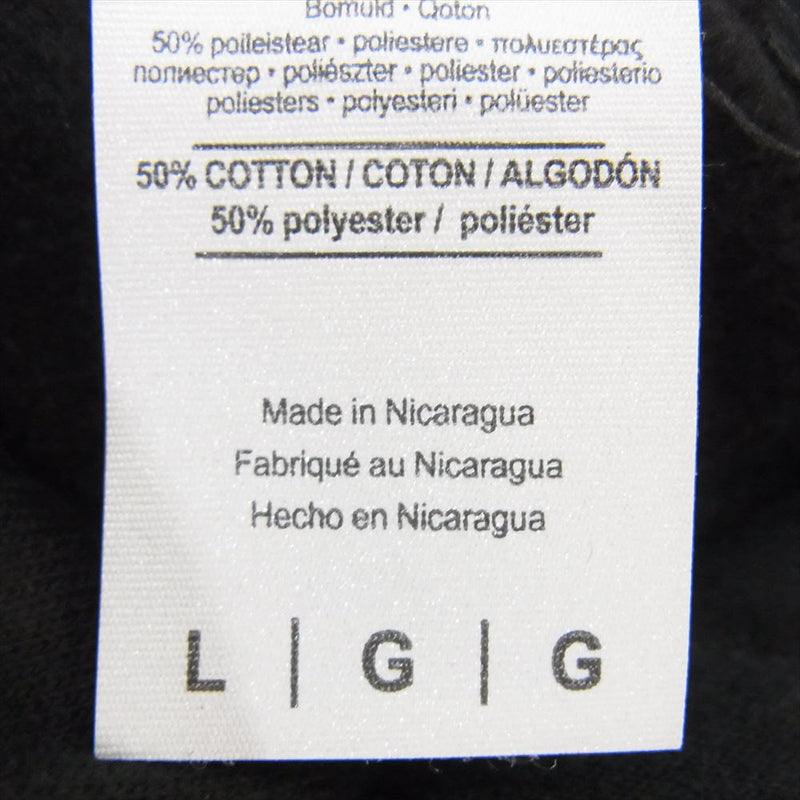 Bomuld • Qoton
50% poileistear • poliestere • πολυεστέρας
полиестер • poliészter • poliester • poliesterio
poliesters • polyesteri • polüester
50% COTTON / COTON / ALGODÓN
50% polyester / poliéster
Made in Nicaragua
Fabriqué au Nicaragua
Hecho en Nicaragua
L | G | G